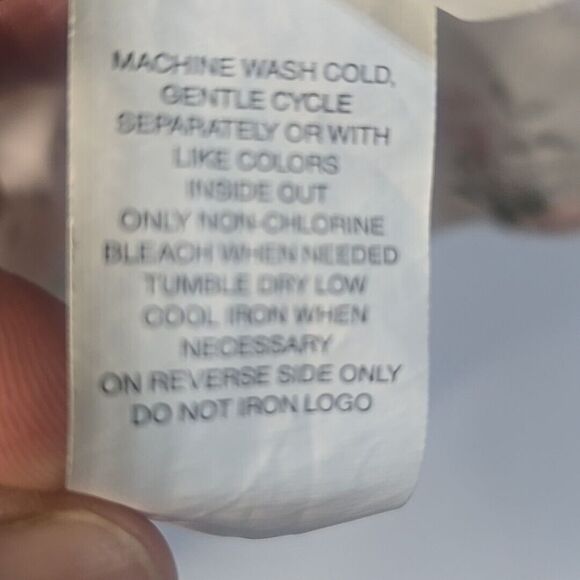 MACHINE WASH COLD,
GENTLE CYCLE
SEPARATELY OR WITH
LIKE COLORS
INSIDE OUT
ONLY NON-CHLORINE
BLEACH WHEN NEEDED
TUMBLE DRY LOW
COOL IRON WHEN
NECESSARY
ON REVERSE SIDE ONLY
DO NOT IRON LOGO